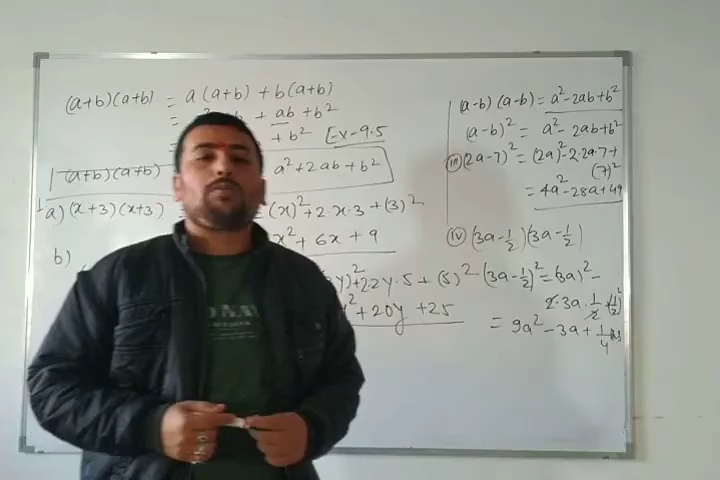 (a+b)(a+b) = a(a+b) + b(a+b)
+ ab + b²
+ b² Ex-9.5
(a+b)(a+b) a²+2ab+b²
1 a) (x+3)(x+3) = (x)²+2·x·3+(3)²
x²+6x+9
b)
y)²+2·2y·5+(5)²
²+20y+25
(a-b)(a-b) = a²-2ab+b²
(a-b)² = a²-2ab+b²
iii) (2a-7)² = (2a)²-2·2a·7+
(7)²
= 4a²-28a+49
iv) (3a-1/2)(3a-1/2)
(3a-1/2)² = (3a)²-
2·3a·1/2+(1/2)²
= 9a²-3a+1/4